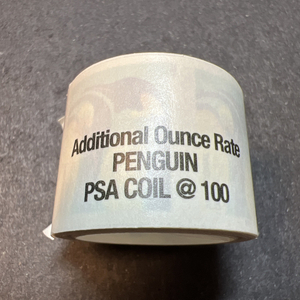 Additional Ounce Rate
PENGUIN
PSA COIL @ 100